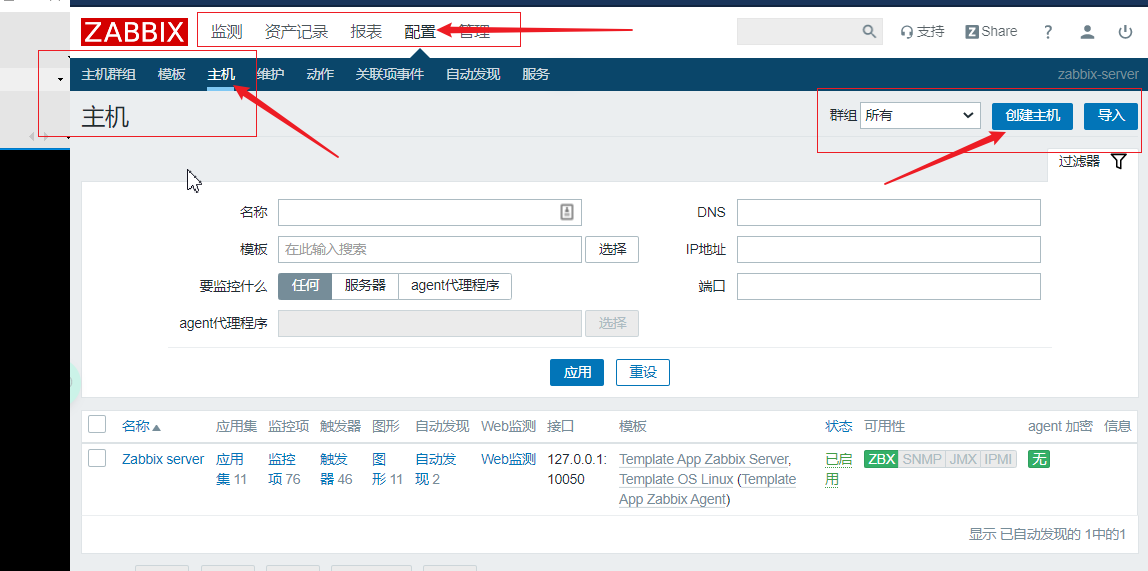 ZABBIX 监测 资产记录 报表 配置 管理 支持 Z Share ?
主机群组 模板 主机 维护 动作 关联项事件 自动发现 服务 zabbix-server
主机 群组 所有 创建主机 导入
过滤器
名称 DNS
模板 在此输入搜索 选择 IP地址
要监控什么 任何 服务器 agent代理程序 端口
agent代理程序 选择
应用 重设
名称 应用集 监控项 触发器 图形 自动发现 Web监测 接口 模板 状态 可用性 agent 加密 信息
Zabbix server 应用 监控 触发 图 自动发 Web监测 127.0.0.1: Template App Zabbix Server, 已启 ZBX SNMP JMX IPMI 无
集 11 项 76 器 46 形 11 现 2 10050 Template OS Linux (Template 用
App Zabbix Agent)
显示 已自动发现的 1中的1